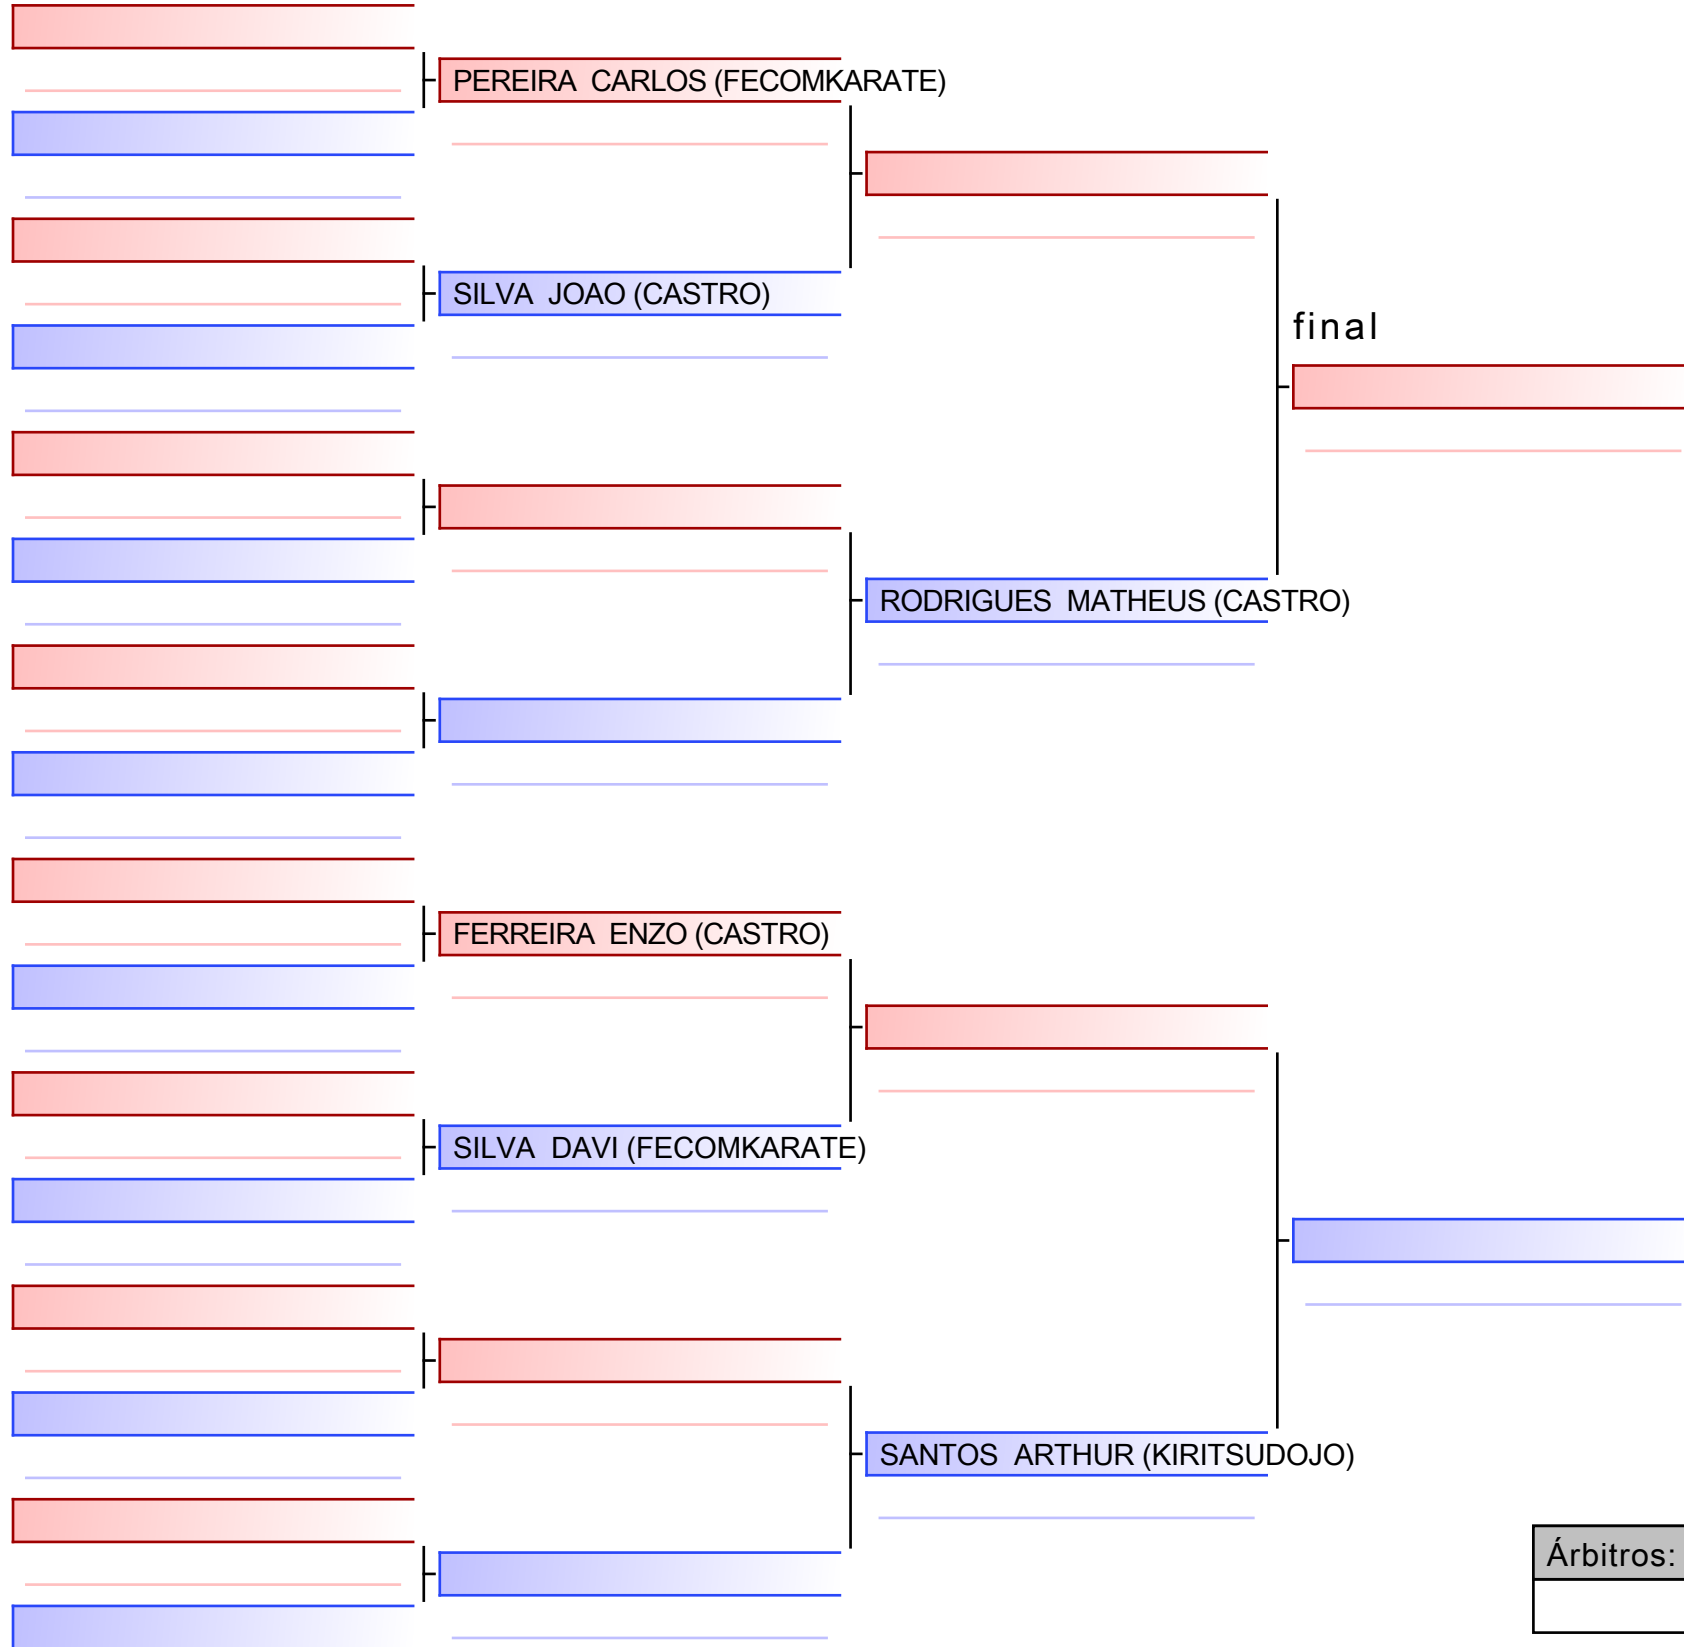 PEREIRA CARLOS (FECOMKARATE)
SILVA JOAO (CASTRO)
final
RODRIGUES MATHEUS (CASTRO)
FERREIRA ENZO (CASTRO)
SILVA DAVI (FECOMKARATE)
SANTOS ARTHUR (KIRITSUDOJO)
Árbitros: